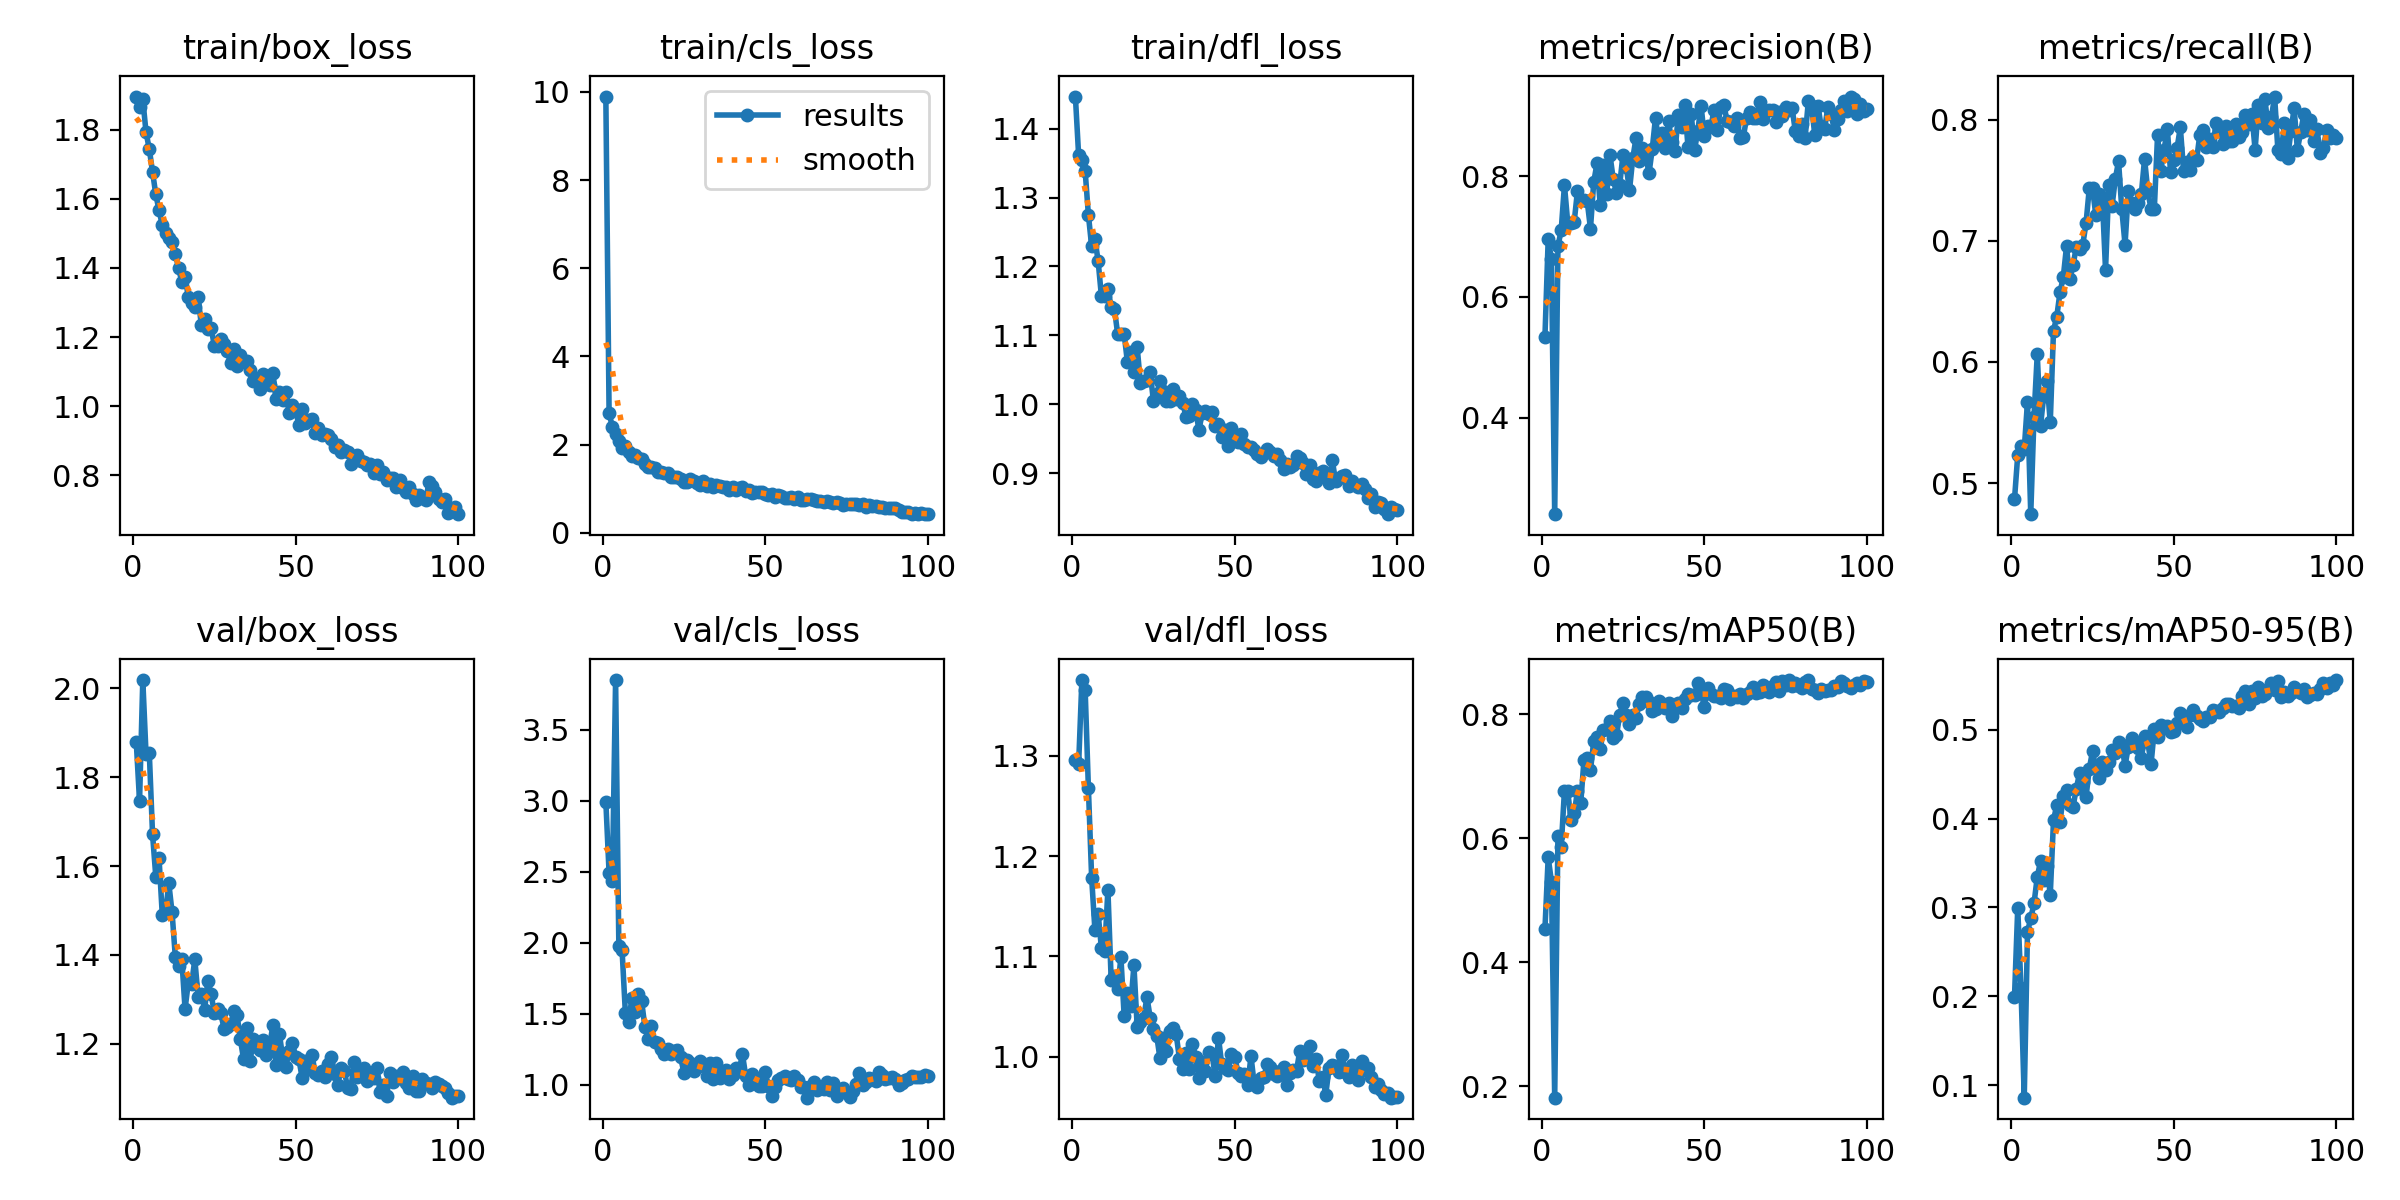 train/box_loss
1.8
1.6
1.4
1.2
1.0
0.8
0 50 100
train/cls_loss
10
8
6
4
2
0
results
smooth
0 50 100
train/dfl_loss
1.4
1.3
1.2
1.1
1.0
0.9
0 50 100
metrics/precision(B)
0.8
0.6
0.4
0 50 100
metrics/recall(B)
0.8
0.7
0.6
0.5
0 50 100
val/box_loss
2.0
1.8
1.6
1.4
1.2
0 50 100
val/cls_loss
3.5
3.0
2.5
2.0
1.5
1.0
0 50 100
val/dfl_loss
1.3
1.2
1.1
1.0
0 50 100
metrics/mAP50(B)
0.8
0.6
0.4
0.2
0 50 100
metrics/mAP50-95(B)
0.5
0.4
0.3
0.2
0.1
0 50 100